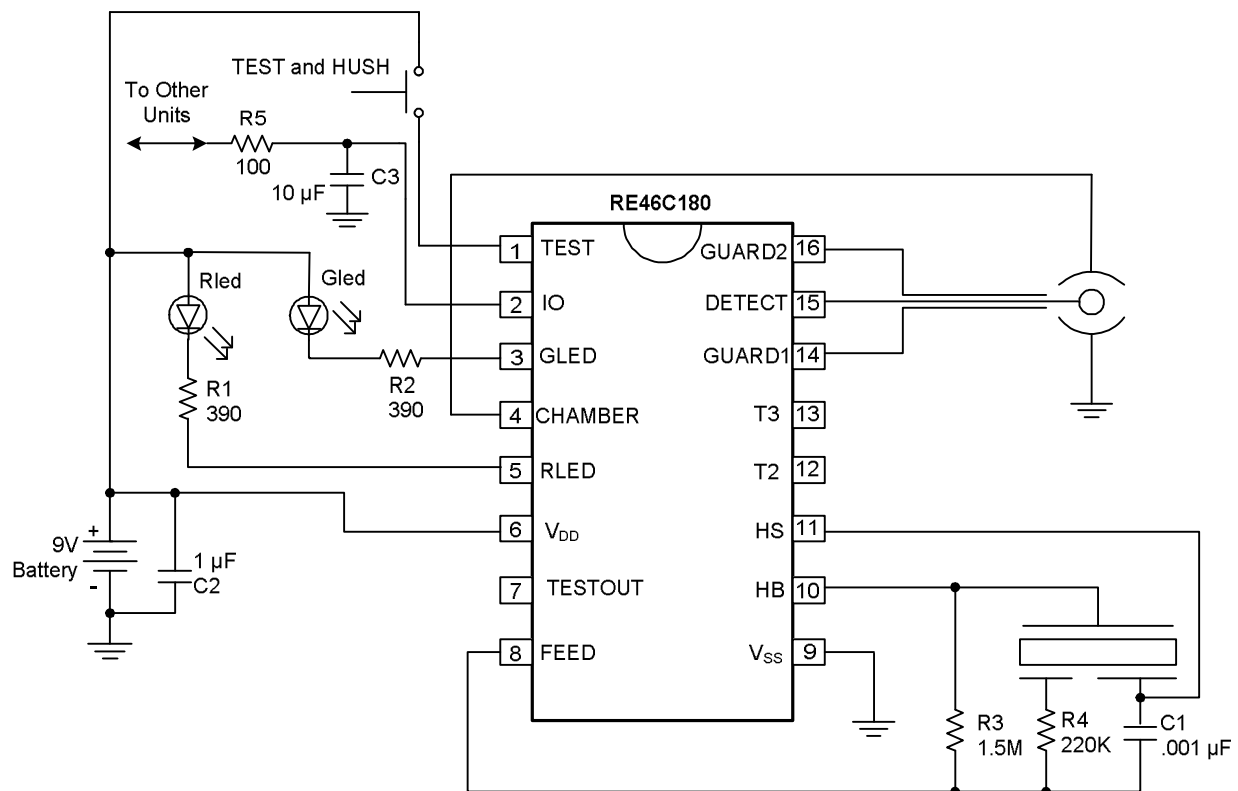 TEST and HUSH
To Other
Units
R5
100
10 µF
C3
RE46C180
1
TEST
GUARD2
16
Rled
Gled
2
IO
DETECT
15
3
GLED
GUARD1
14
R1
390
R2
390
4
CHAMBER
T3
13
5
RLED
T2
12
6
VDD
HS
11
9V
Battery
+
-
1 µF
C2
7
TESTOUT
HB
10
8
FEED
VSS
9
R3
1.5M
R4
220K
C1
.001 µF